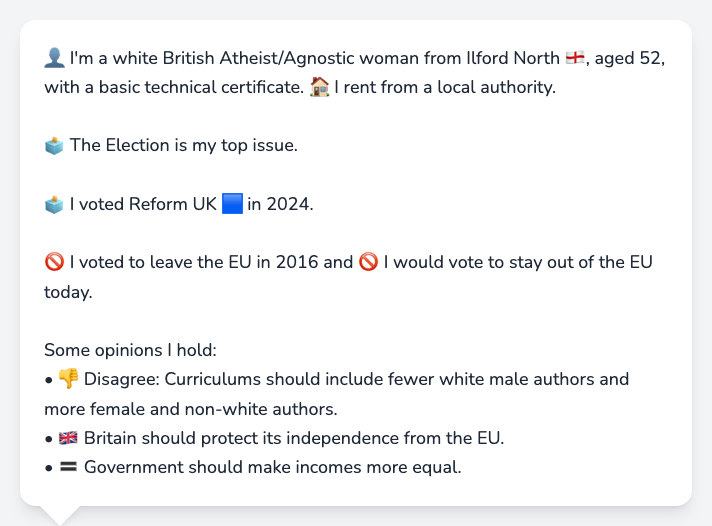 👤 I'm a white British Atheist/Agnostic woman from Ilford North 🏴󠁧󠁢󠁥󠁮󠁧󠁿, aged 52,
with a basic technical certificate. 🏠 I rent from a local authority.
🗳️ The Election is my top issue.
🗳️ I voted Reform UK 🟦 in 2024.
🚫 I voted to leave the EU in 2016 and 🚫 I would vote to stay out of the EU
today.
Some opinions I hold:
• 👎 Disagree: Curriculums should include fewer white male authors and
more female and non-white authors.
• 🇬🇧 Britain should protect its independence from the EU.
• 🟰 Government should make incomes more equal.